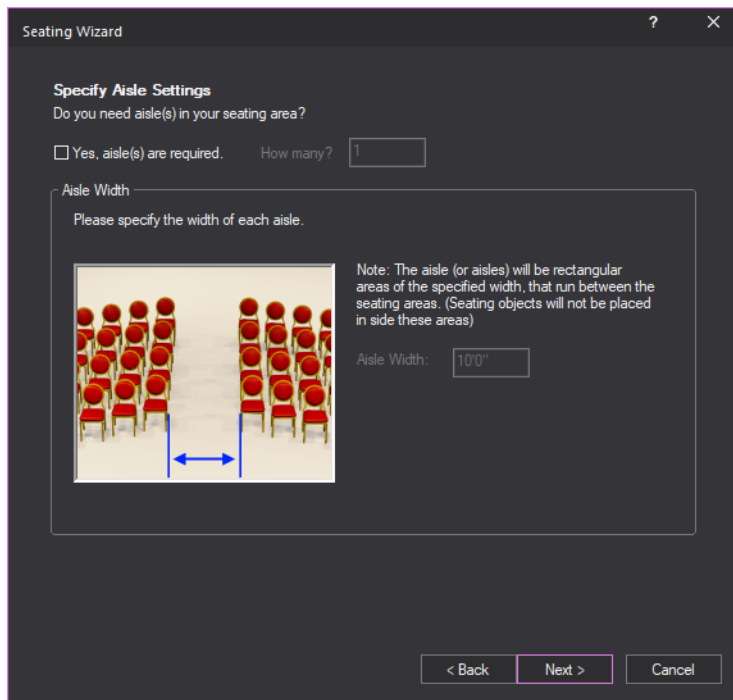 Seating Wizard
?
Specify Aisle Settings
Do you need aisle(s) in your seating area?
Yes, aisle(s) are required.
How many?
1
Aisle Width
Please specify the width of each aisle.
Note: The aisle (or aisles) will be rectangular
areas of the specified width, that run between the
seating areas. (Seating objects will not be placed
in side these areas)
Aisle Width:
10'0"
< Back
Next >
Cancel